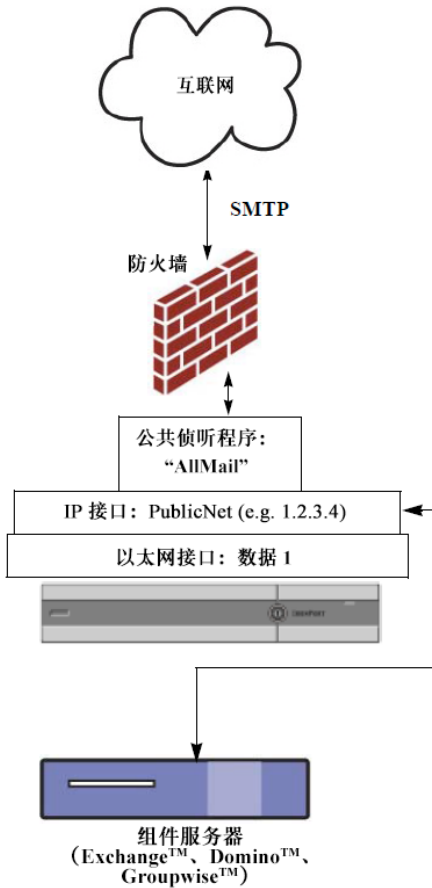 互联网
SMTP
防火墙
公共侦听程序：
“AllMail”
IP 接口：PublicNet (e.g. 1.2.3.4)
以太网接口：数据 1
IRONPORT
组件服务器
（Exchange™、Domino™、
Groupwise™）